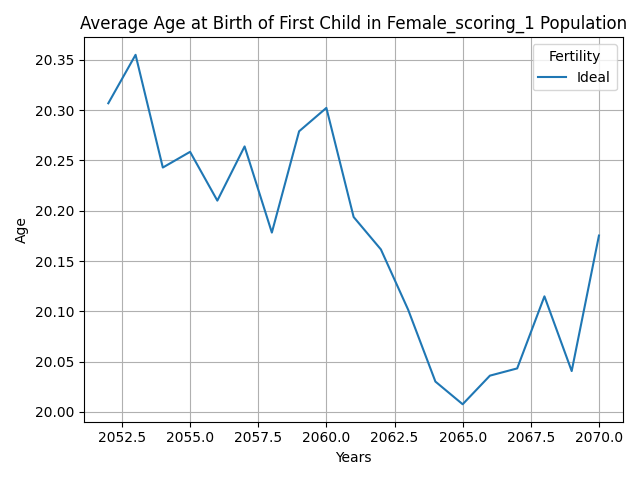 Average Age at Birth of First Child in Female_scoring_1 Population
Fertility
Ideal
Age
20.35
20.30
20.25
20.20
20.15
20.10
20.05
20.00
2052.5 2055.0 2057.5 2060.0 2062.5 2065.0 2067.5 2070.0
Years